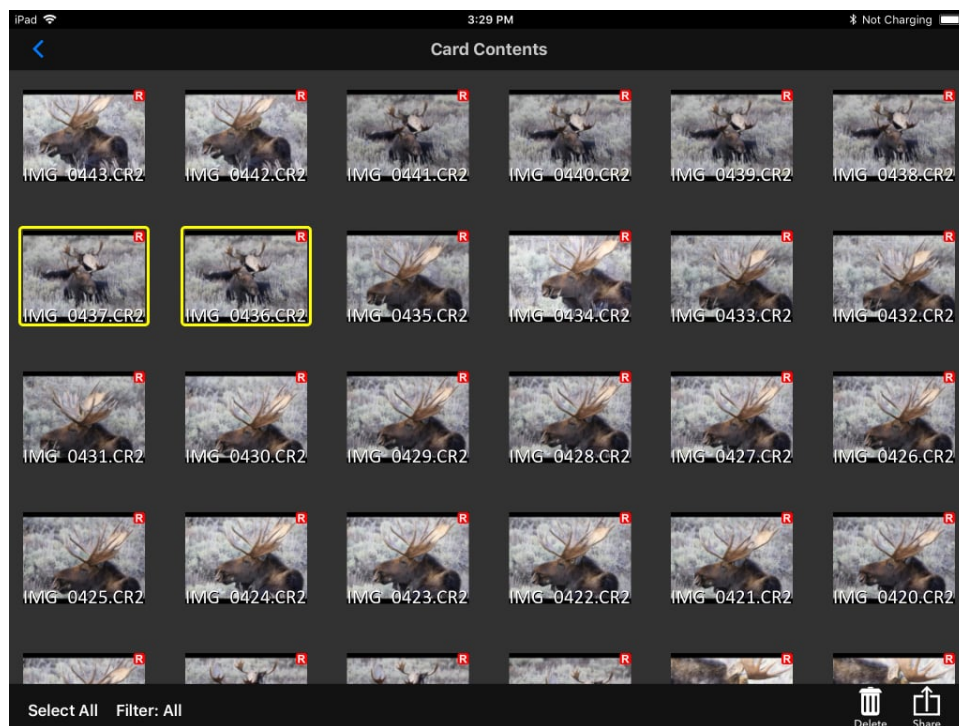 iPad 3:29 PM Not Charging
Card Contents
R R R R R R
IMG_0443.CR2 IMG_0442.CR2 IMG_0441.CR2 IMG_0440.CR2 IMG_0439.CR2 IMG_0438.CR2
R R R R R R
IMG_0437.CR2 IMG_0436.CR2 IMG_0435.CR2 IMG_0434.CR2 IMG_0433.CR2 IMG_0432.CR2
R R R R R R
IMG_0431.CR2 IMG_0430.CR2 IMG_0429.CR2 IMG_0428.CR2 IMG_0427.CR2 IMG_0426.CR2
R R R R R R
IMG_0425.CR2 IMG_0424.CR2 IMG_0423.CR2 IMG_0422.CR2 IMG_0421.CR2 IMG_0420.CR2
R R R R R R
Select All Filter: All Delete Share